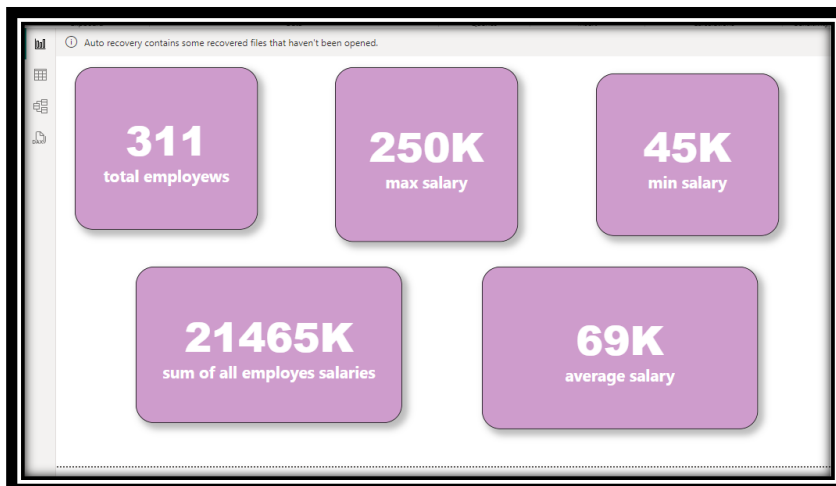 Auto recovery contains some recovered files that haven't been opened.
311
total employews
250K
max salary
45K
min salary
21465K
sum of all employes salaries
69K
average salary